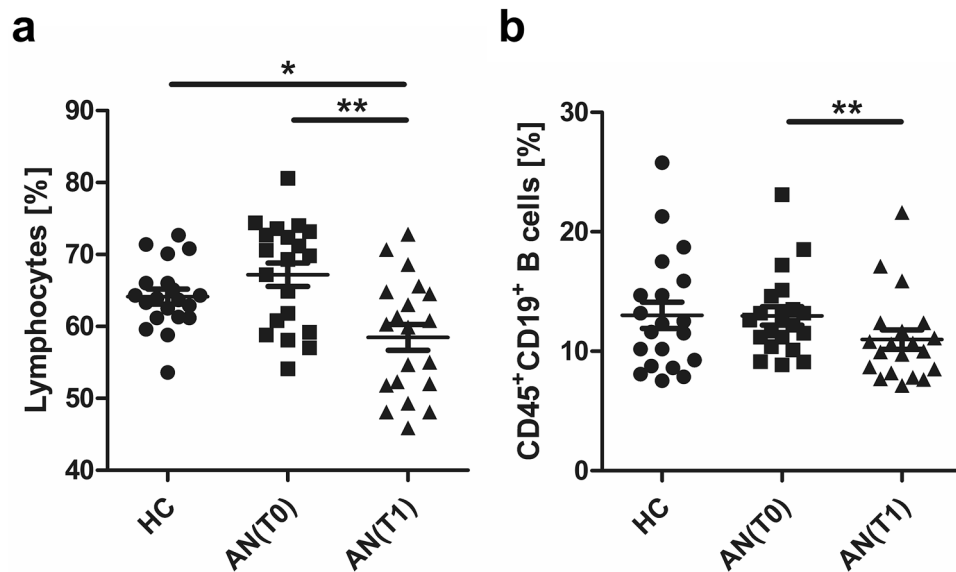 a
b
*
**
**
Lymphocytes [%]
90
80
70
60
50
40
HC
AN(T0)
AN(T1)
CD45⁺CD19⁺ B cells [%]
30
20
10
0
HC
AN(T0)
AN(T1)